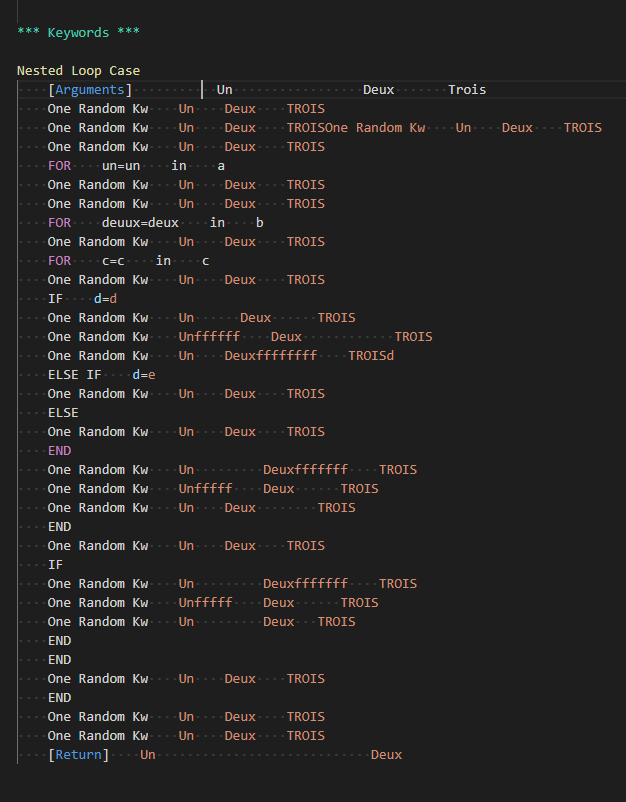 *** Keywords ***
Nested Loop Case
[Arguments] Un Deux Trois
One Random Kw Un Deux TROIS
One Random Kw Un Deux TROISOne Random Kw Un Deux TROIS
One Random Kw Un Deux TROIS
FOR un=un in a
One Random Kw Un Deux TROIS
One Random Kw Un Deux TROIS
FOR deuux=deux in b
One Random Kw Un Deux TROIS
FOR c=c in c
One Random Kw Un Deux TROIS
IF d=d
One Random Kw Un Deux TROIS
One Random Kw Unffffff Deux TROIS
One Random Kw Un Deuxffffffff TROISd
ELSE IF d=e
One Random Kw Un Deux TROIS
ELSE
One Random Kw Un Deux TROIS
END
One Random Kw Un Deuxfffffff TROIS
One Random Kw Unfffff Deux TROIS
One Random Kw Un Deux TROIS
END
One Random Kw Un Deux TROIS
IF
One Random Kw Un Deuxfffffff TROIS
One Random Kw Unfffff Deux TROIS
One Random Kw Un Deux TROIS
END
END
One Random Kw Un Deux TROIS
END
One Random Kw Un Deux TROIS
One Random Kw Un Deux TROIS
[Return] Un Deux